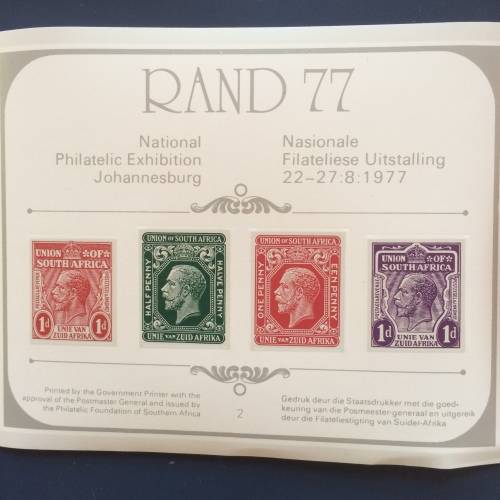 RAND 77
National
Philatelic Exhibition
Johannesburg
Nasionale
Filateliese Uitstalling
22–27:8:1977
UNION OF
SOUTH AFRICA
1d 1d
UNIE VAN
ZUID AFRIKA
UNION OF SOUTH AFRICA
HALF PENNY
HALVE PENNY
UNIE VAN ZUID AFRIKA
UNION OF SOUTH AFRICA
ONE PENNY
EEN PENNY
UNIE VAN ZUID AFRIKA
UNION OF
SOUTH AFRICA
1d 1d
UNIE VAN
ZUID AFRIKA
Printed by the Government Printer with the
approval of the Postmaster General and issued by
the Philatelic Foundation of Southern Africa
2
Gedruk deur die Staatsdrukker met die goed-
keuring van die Posmeester-generaal en uitgereik
deur die Filateliestigting van Suider-Afrika